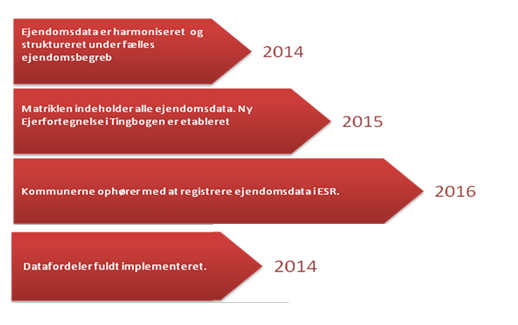 Ejendomsdata er harmoniseret og
struktureret under fælles
ejendomsbegreb
2014
Matriklen indeholder alle ejendomsdata. Ny
Ejerfortegnelse i Tingbogen er etableret
2015
Kommunerne ophører med at registrere ejendomsdata i ESR.
2016
Datafordeler fuldt implementeret.
2014